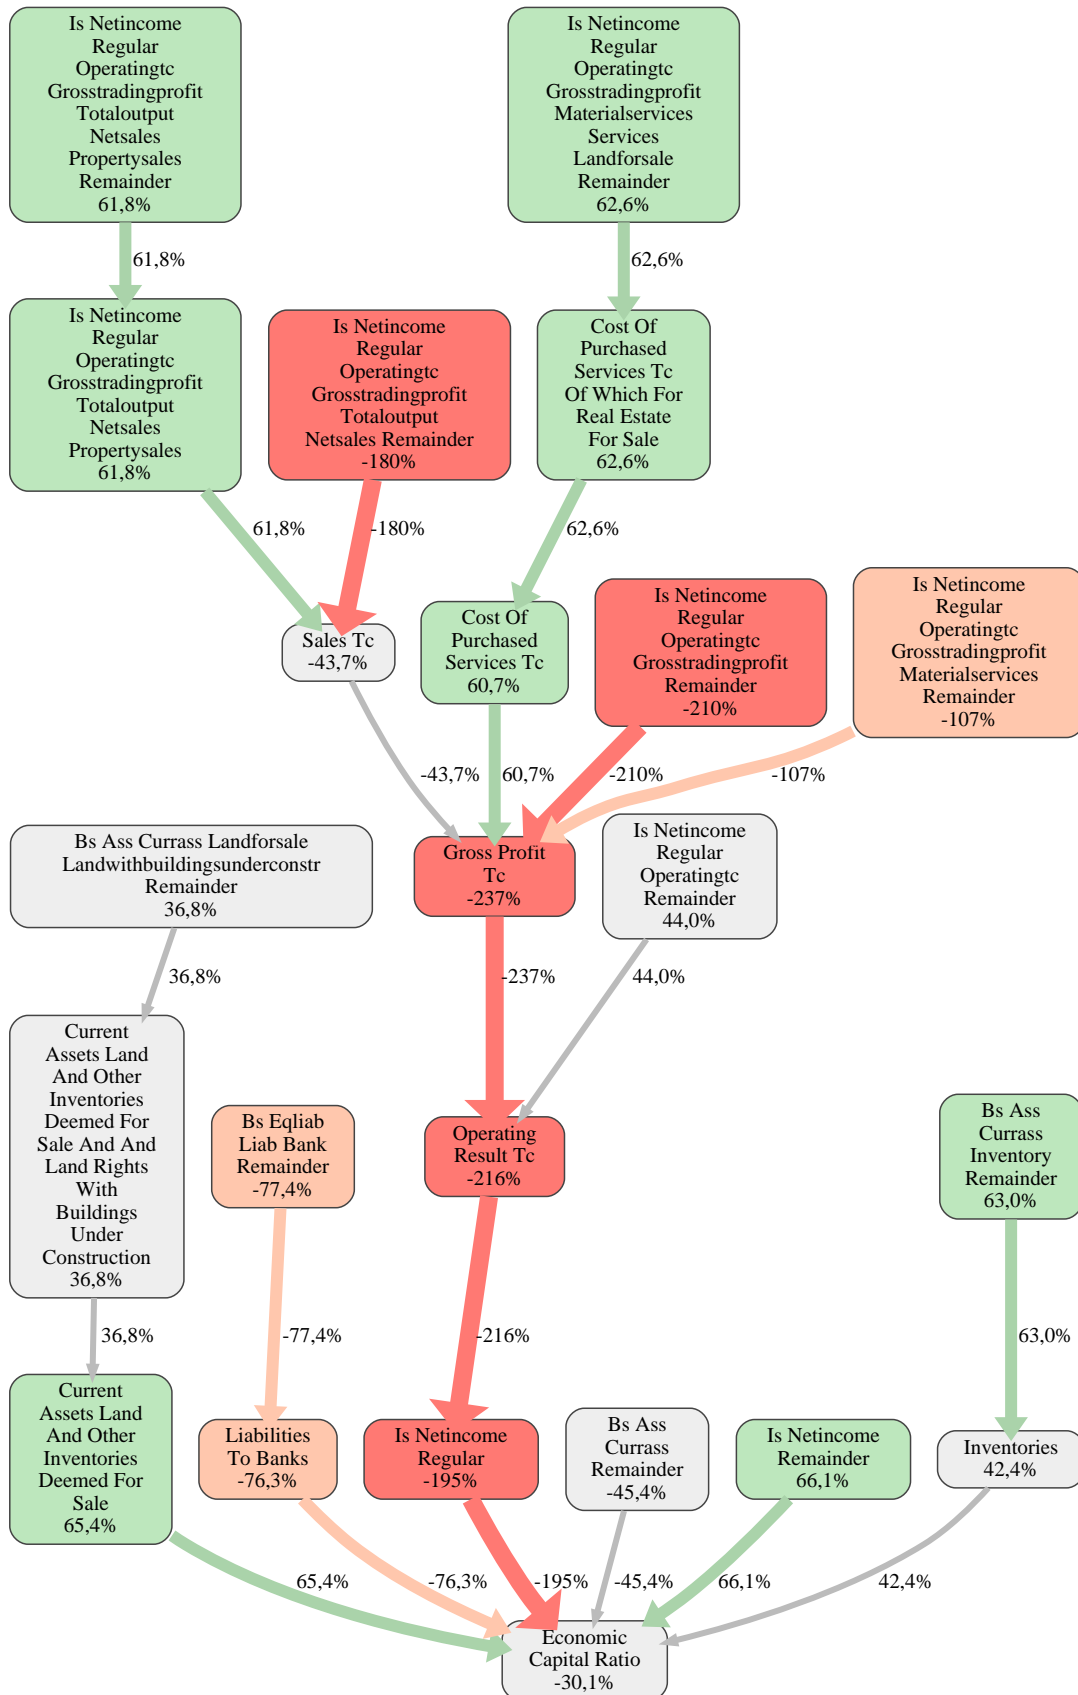 Is Netincome
Regular
Operatingtc
Grosstradingprofit
Totaloutput
Netsales
Propertysales
Remainder
61,8%
Is Netincome
Regular
Operatingtc
Grosstradingprofit
Materialservices
Services
Landforsale
Remainder
62,6%
61,8%
62,6%
Is Netincome
Regular
Operatingtc
Grosstradingprofit
Totaloutput
Netsales
Propertysales
61,8%
Is Netincome
Regular
Operatingtc
Grosstradingprofit
Totaloutput
Netsales Remainder
-180%
Cost Of
Purchased
Services Tc
Of Which For
Real Estate
For Sale
62,6%
61,8%
-180%
62,6%
Sales Tc
-43,7%
Cost Of
Purchased
Services Tc
60,7%
Is Netincome
Regular
Operatingtc
Grosstradingprofit
Remainder
-210%
Is Netincome
Regular
Operatingtc
Grosstradingprofit
Materialservices
Remainder
-107%
-43,7%
60,7%
-210%
-107%
Bs Ass Currass Landforsale
Landwithbuildingsunderconstr
Remainder
36,8%
Gross Profit
Tc
-237%
Is Netincome
Regular
Operatingtc
Remainder
44,0%
36,8%
-237%
44,0%
Current
Assets Land
And Other
Inventories
Deemed For
Sale And And
Land Rights
With
Buildings
Under
Construction
36,8%
Bs Eqliab
Liab Bank
Remainder
-77,4%
Operating
Result Tc
-216%
Bs Ass
Currass
Inventory
Remainder
63,0%
36,8%
-77,4%
-216%
63,0%
Current
Assets Land
And Other
Inventories
Deemed For
Sale
65,4%
Liabilities
To Banks
-76,3%
Is Netincome
Regular
-195%
Bs Ass
Currass
Remainder
-45,4%
Is Netincome
Remainder
66,1%
Inventories
42,4%
65,4%
-76,3%
-195%
-45,4%
66,1%
42,4%
Economic
Capital Ratio
-30,1%